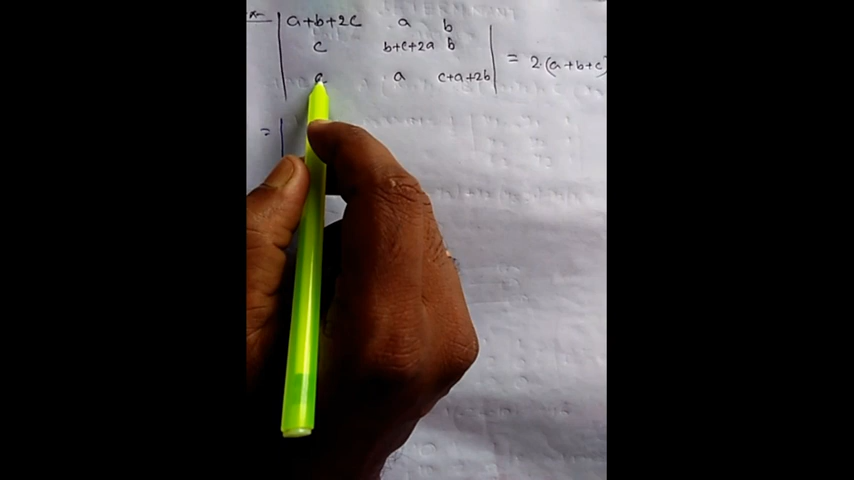 a+b+2c a b
c b+c+2a b
c a c+a+2b
= 2.(a+b+c)
= |